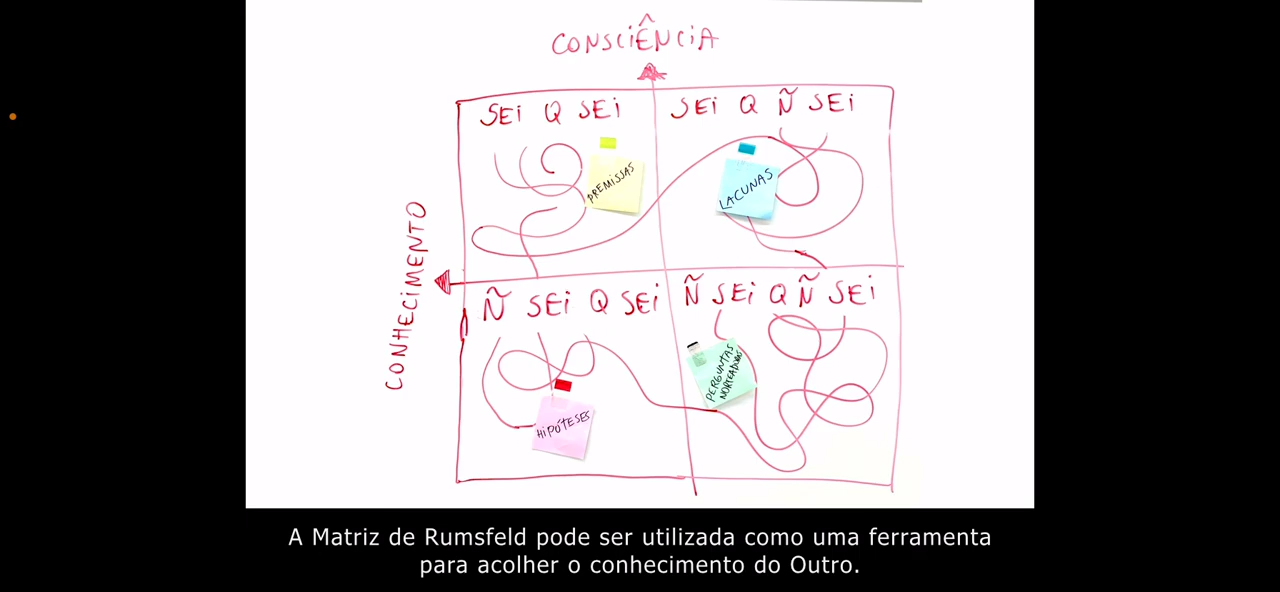 CONSCIÊNCIA
SEI Q SEI
SEI Q Ñ SEI
PREMISSAS
LACUNAS
CONHECIMENTO
Ñ SEI Q SEI
Ñ SEI Q Ñ SEI
PERGUNTAS
NORTEADORAS
HIPÓTESES
A Matriz de Rumsfeld pode ser utilizada como uma ferramenta
para acolher o conhecimento do Outro.